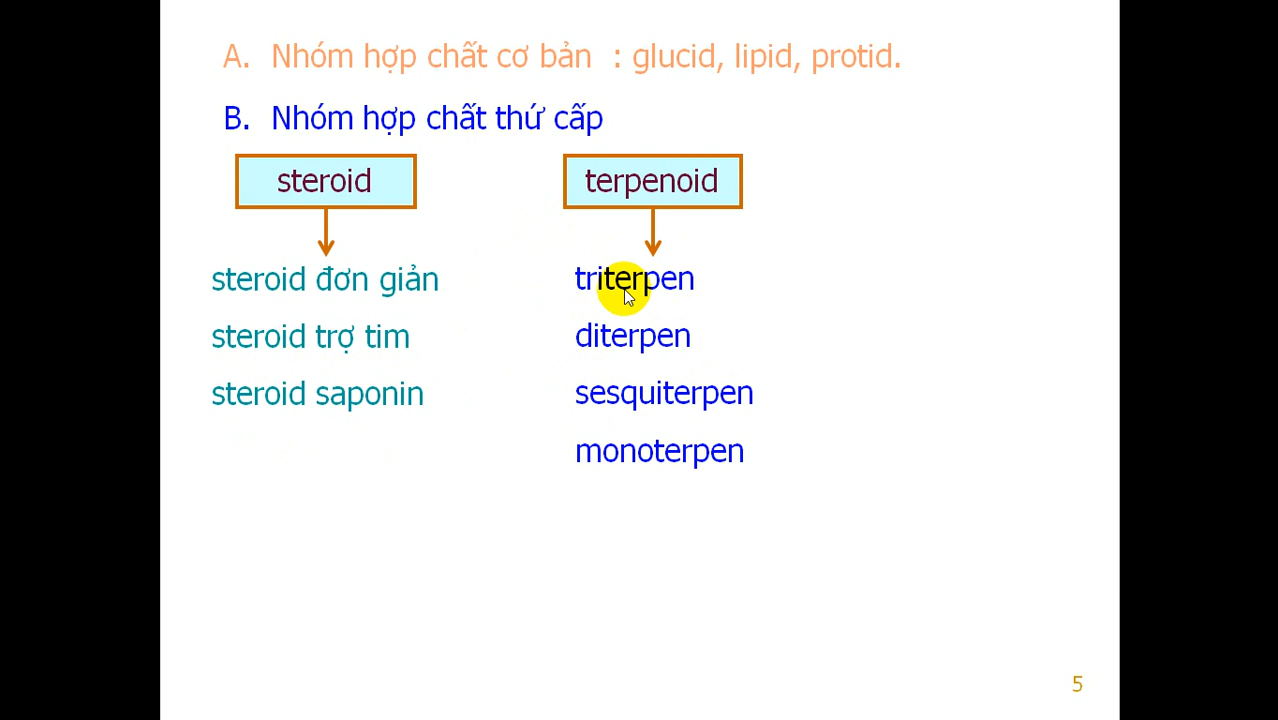 A. Nhóm hợp chất cơ bản : glucid, lipid, protid.
B. Nhóm hợp chất thứ cấp
steroid
terpenoid
steroid đơn giản
triterpen
steroid trợ tim
diterpen
steroid saponin
sesquiterpen
monoterpen
5